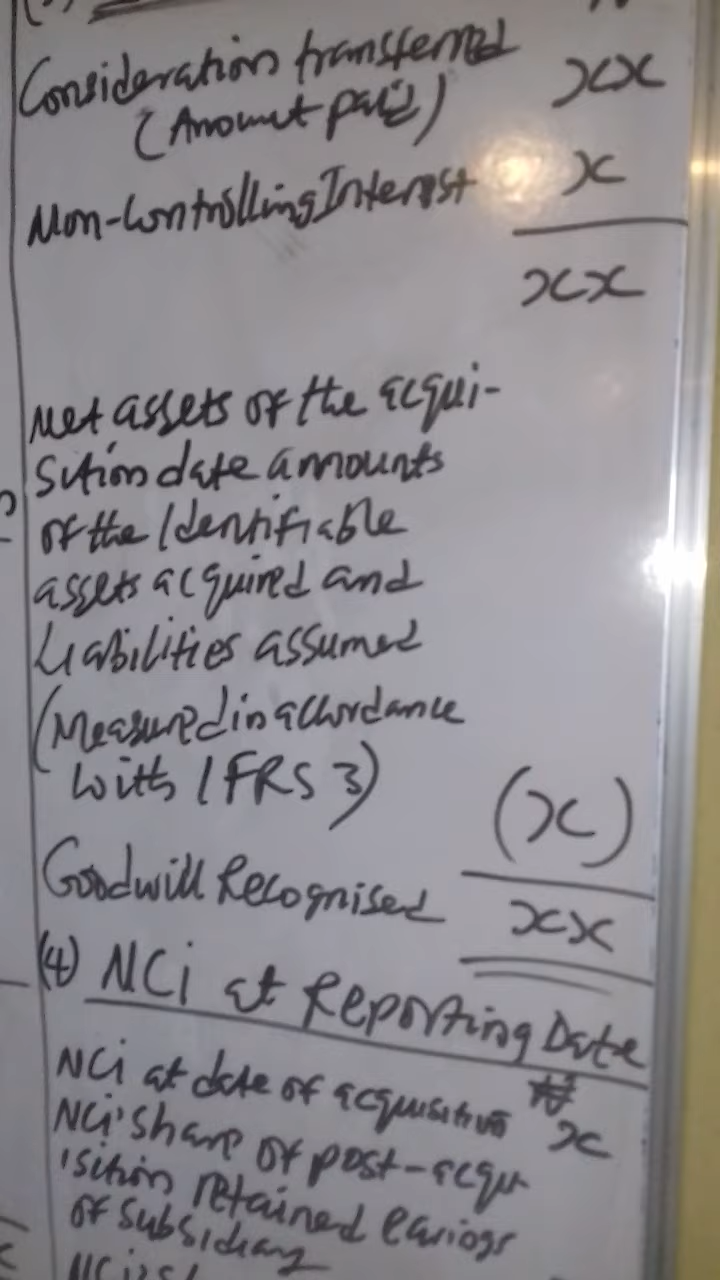 Consideration transferred xx
(Amount paid)
Non-controlling Interest x
xx
Net assets of the acqui-
sition date amounts
of the Identifiable
assets acquired and
Liabilities assumed
(Measured in accordance
with IFRS 3) (x)
Goodwill Recognised xx
(4) NCi at Reporting Date
NCi at date of acquisition ₦ x
NCi's share of post-acqu
isition retained earings
of subsidiary